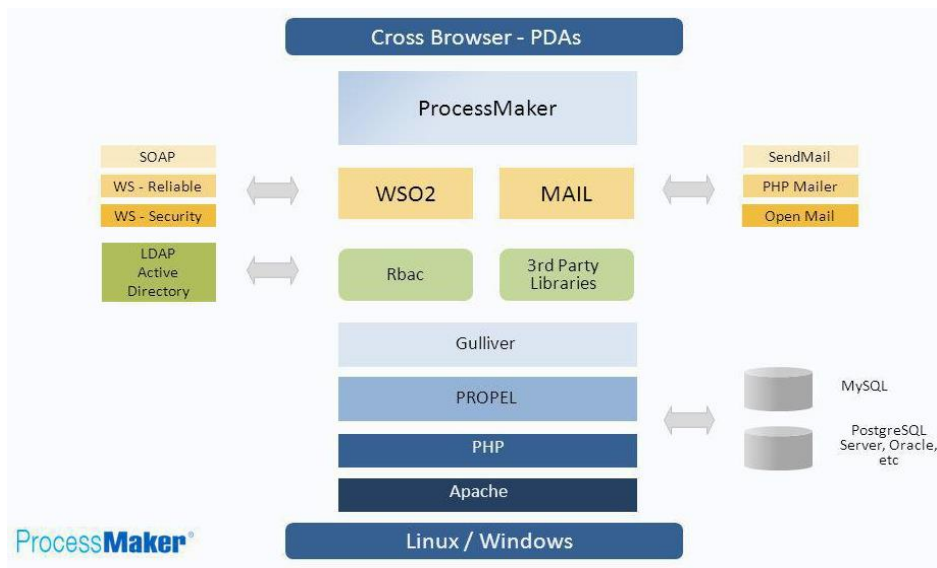 Cross Browser - PDAs
ProcessMaker
SOAP
WS - Reliable
WS - Security
WSO2
MAIL
SendMail
PHP Mailer
Open Mail
LDAP
Active
Directory
Rbac
3rd Party
Libraries
Gulliver
PROPEL
PHP
Apache
MySQL
PostgreSQL
Server, Oracle,
etc
ProcessMaker®
Linux / Windows